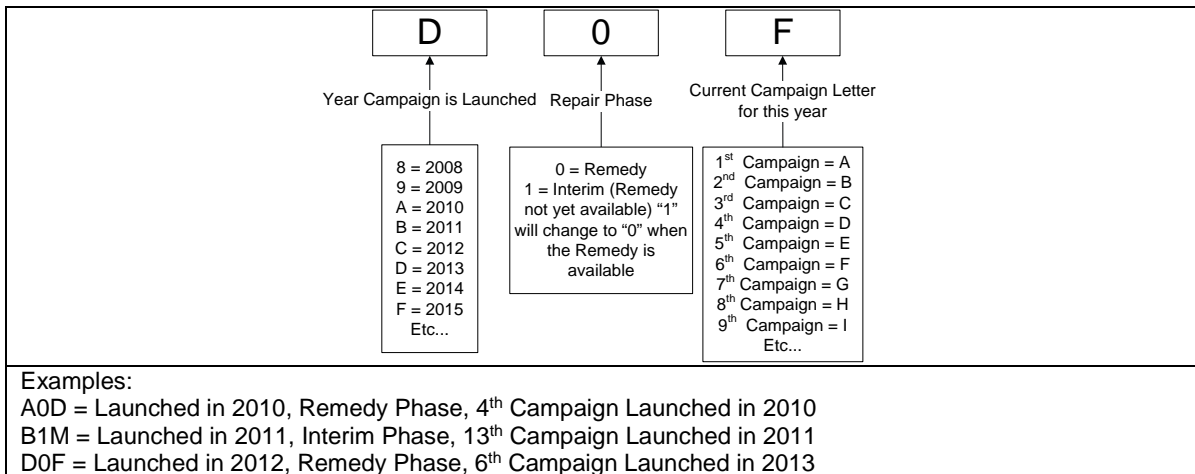 D 0 F
Year Campaign is Launched
Repair Phase
Current Campaign Letter
for this year
8 = 2008
9 = 2009
A = 2010
B = 2011
C = 2012
D = 2013
E = 2014
F = 2015
Etc...
0 = Remedy
1 = Interim (Remedy
not yet available) “1”
will change to “0” when
the Remedy is
available
1st Campaign = A
2nd Campaign = B
3rd Campaign = C
4th Campaign = D
5th Campaign = E
6th Campaign = F
7th Campaign = G
8th Campaign = H
9th Campaign = I
Etc...
Examples:
A0D = Launched in 2010, Remedy Phase, 4th Campaign Launched in 2010
B1M = Launched in 2011, Interim Phase, 13th Campaign Launched in 2011
D0F = Launched in 2012, Remedy Phase, 6th Campaign Launched in 2013